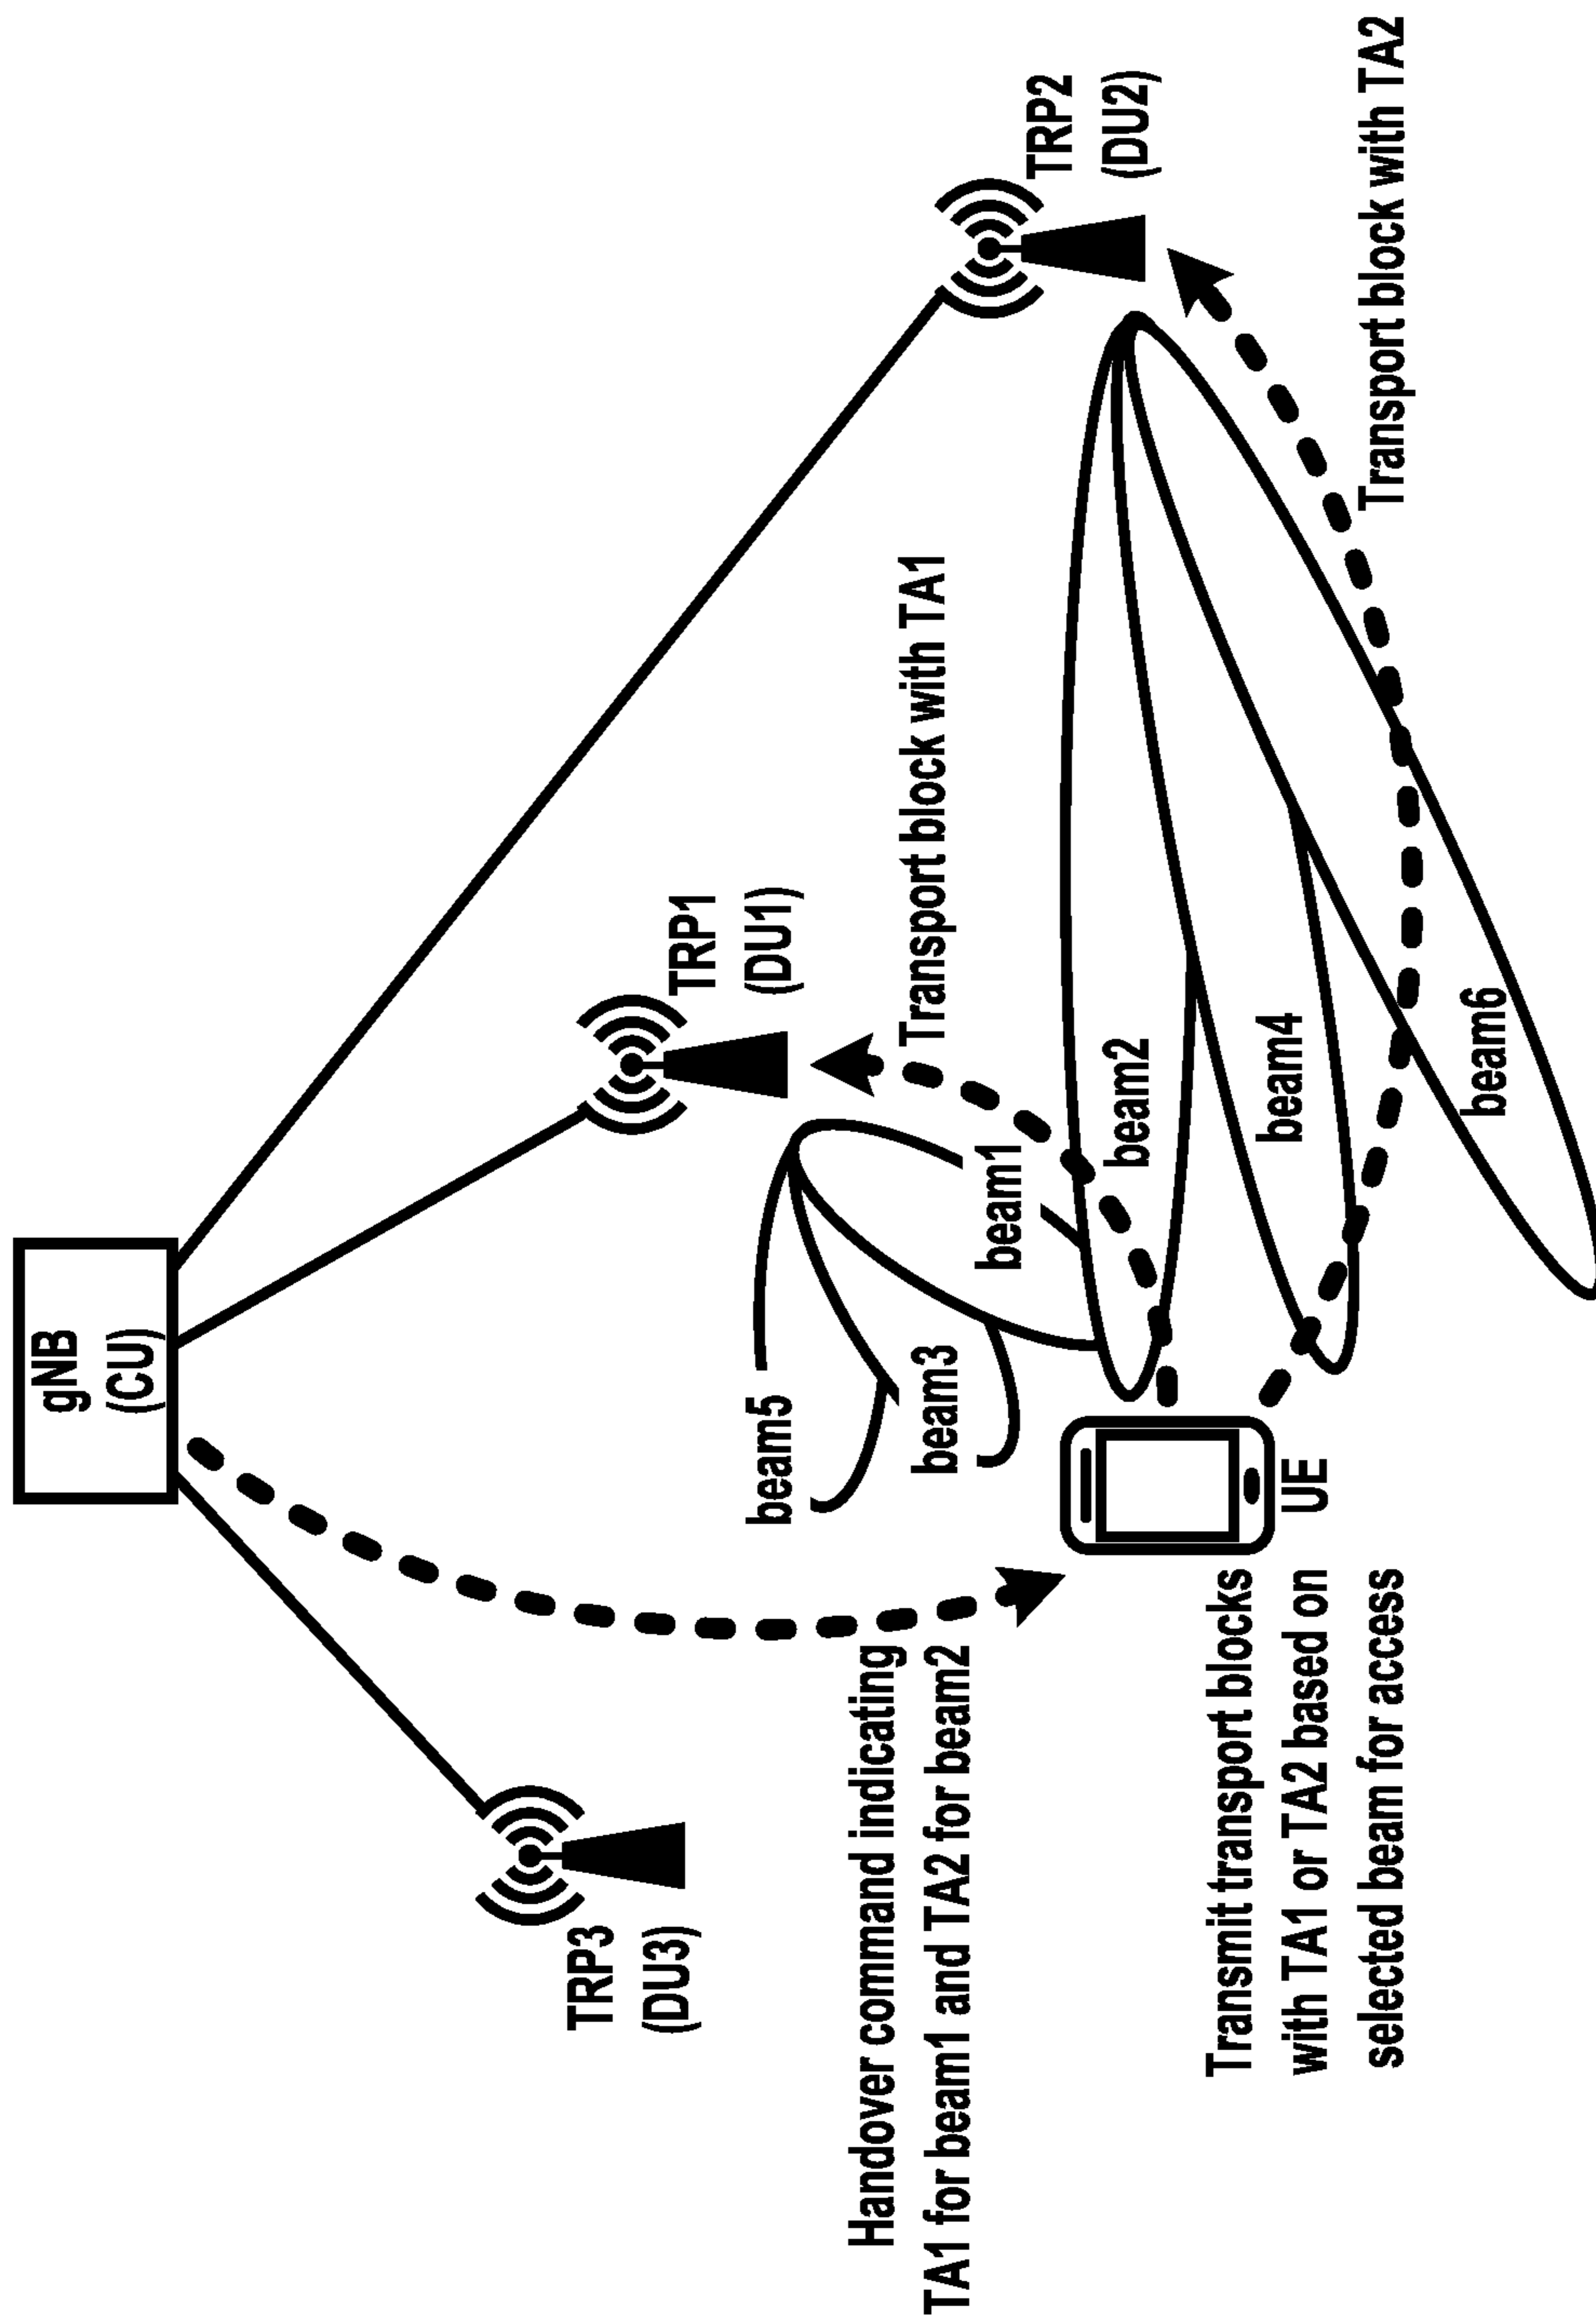 gNB
(CU)
TRP3
(DU3)
TRP1
(DU1)
TRP2
(DU2)
Handover command indicating
TA1 for beam1 and TA2 for beam2
beam5
beam3
beam1
Transport block with TA1
beam2
beam4
beam6
UE
Transmit transport blocks
with TA1 or TA2 based on
selected beam for access
Transport block with TA2